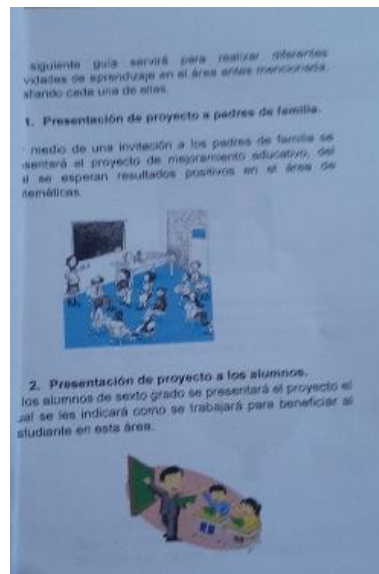 siguiente guía servirá para realizar diferentes
vidades de aprendizaje en el área antes mencionada,
allando cada una de ellas.
1. Presentación de proyecto a padres de familia.
medio de una invitación a los padres de familia se
sentará el proyecto de mejoramiento educativo, del
al se esperan resultados positivos en el área de
temáticas.
2. Presentación de proyecto a los alumnos.
los alumnos de sexto grado se presentará el proyecto el
ual se les indicará como se trabajará para beneficiar al
studiante en esta área.